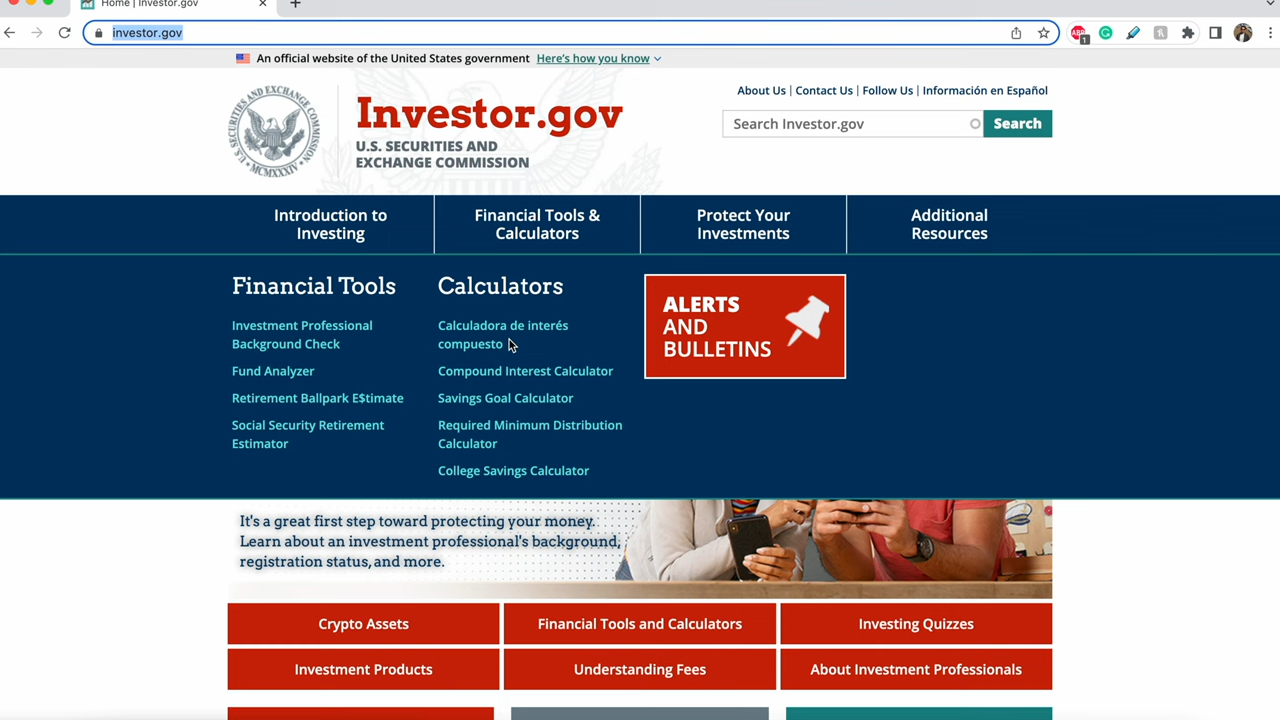 Home | Investor.gov
investor.gov
1
An official website of the United States government Here's how you know
About Us | Contact Us | Follow Us | Información en Español
SECURITIES AND EXCHANGE COMMISSION
U.S.
MCMXXXIV
Investor.gov
U.S. SECURITIES AND
EXCHANGE COMMISSION
Search Investor.gov
Search
Introduction to
Investing
Financial Tools &
Calculators
Protect Your
Investments
Additional
Resources
Financial Tools
Investment Professional
Background Check
Fund Analyzer
Retirement Ballpark E$timate
Social Security Retirement
Estimator
Calculators
Calculadora de interés
compuesto
Compound Interest Calculator
Savings Goal Calculator
Required Minimum Distribution
Calculator
College Savings Calculator
ALERTS
AND
BULLETINS
It's a great first step toward protecting your money.
Learn about an investment professional's background,
registration status, and more.
Crypto Assets
Financial Tools and Calculators
Investing Quizzes
Investment Products
Understanding Fees
About Investment Professionals